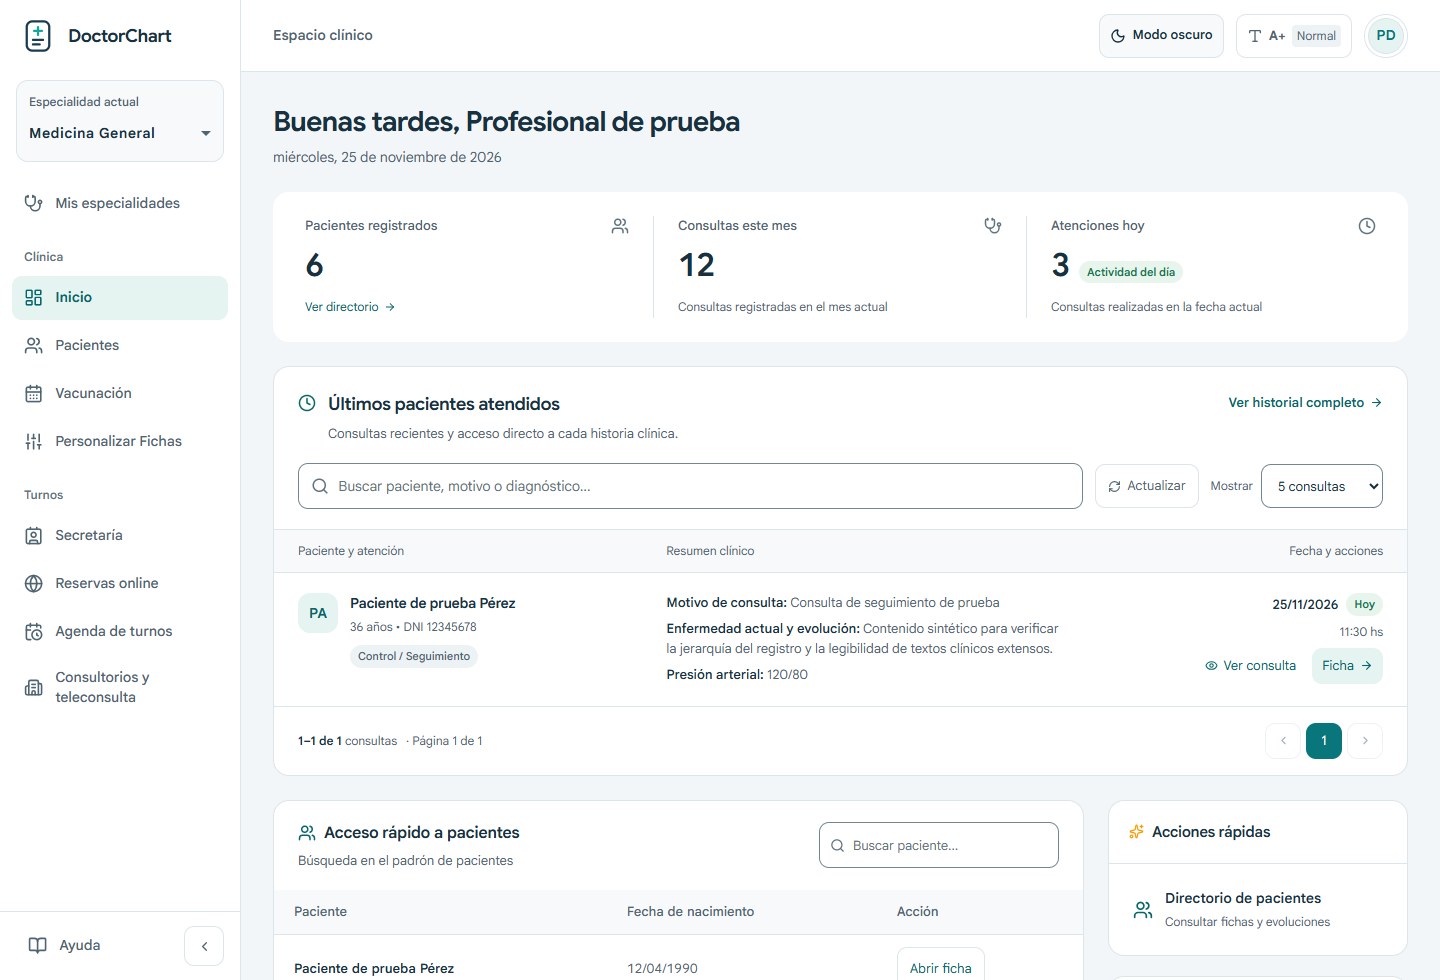 DoctorChart
Especialidad actual
Medicina General
Mis especialidades
Clínica
Inicio
Pacientes
Vacunación
Personalizar Fichas
Turnos
Secretaría
Reservas online
Agenda de turnos
Consultorios y
teleconsulta
Ayuda
Espacio clínico
Modo oscuro
A+ Normal
PD
Buenas tardes, Profesional de prueba
miércoles, 25 de noviembre de 2026
Pacientes registrados
6
Ver directorio →
Consultas este mes
12
Consultas registradas en el mes actual
Atenciones hoy
3 Actividad del día
Consultas realizadas en la fecha actual
Últimos pacientes atendidos
Ver historial completo →
Consultas recientes y acceso directo a cada historia clínica.
Buscar paciente, motivo o diagnóstico...
Actualizar
Mostrar
5 consultas
Paciente y atención
Resumen clínico
Fecha y acciones
PA
Paciente de prueba Pérez
36 años • DNI 12345678
Control / Seguimiento
Motivo de consulta: Consulta de seguimiento de prueba
Enfermedad actual y evolución: Contenido sintético para verificar
la jerarquía del registro y la legibilidad de textos clínicos extensos.
Presión arterial: 120/80
25/11/2026 Hoy
11:30 hs
Ver consulta
Ficha →
1–1 de 1 consultas · Página 1 de 1
1
Acceso rápido a pacientes
Búsqueda en el padrón de pacientes
Buscar paciente...
Paciente
Fecha de nacimiento
Acción
Paciente de prueba Pérez
12/04/1990
Abrir ficha
Acciones rápidas
Directorio de pacientes
Consultar fichas y evoluciones